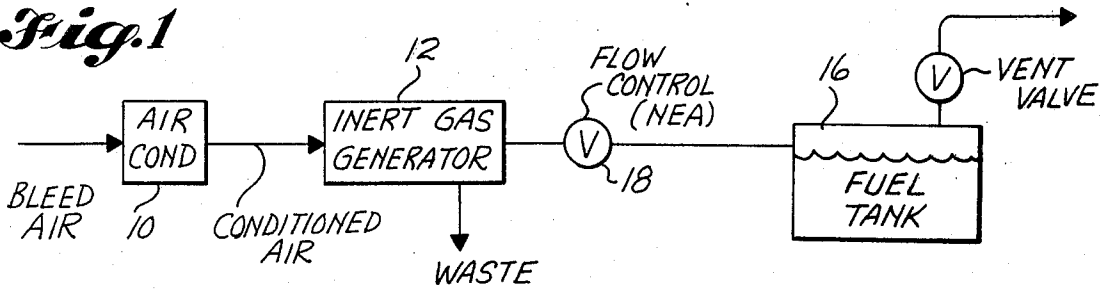 Fig.1
BLEED
AIR
AIR
COND
10
CONDITIONED
AIR
12
INERT GAS
GENERATOR
WASTE
FLOW
CONTROL
(NEA)
V
18
16
FUEL
TANK
V
VENT
VALVE